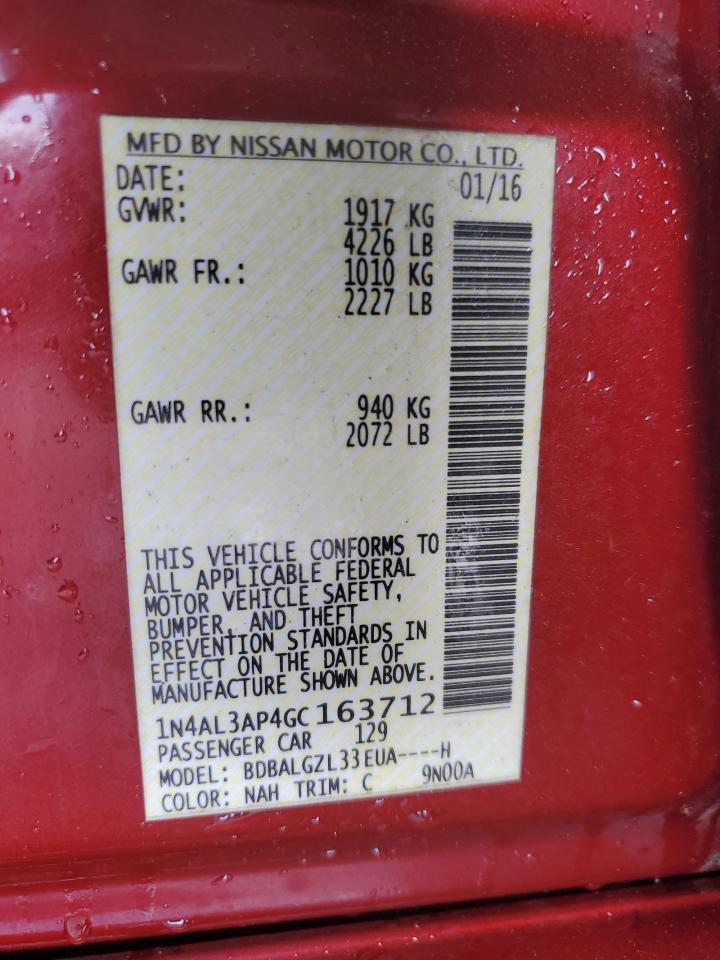 MFD BY NISSAN MOTOR CO., LTD.
DATE: 01/16
GVWR: 1917 KG
4226 LB
GAWR FR.: 1010 KG
2227 LB
GAWR RR.: 940 KG
2072 LB
THIS VEHICLE CONFORMS TO
ALL APPLICABLE FEDERAL
MOTOR VEHICLE SAFETY,
BUMPER, AND THEFT
PREVENTION STANDARDS IN
EFFECT ON THE DATE OF
MANUFACTURE SHOWN ABOVE.
1N4AL3AP4GC163712
PASSENGER CAR 129
MODEL: BDBALGZL33EUA----H
COLOR: NAH TRIM: C 9N00A